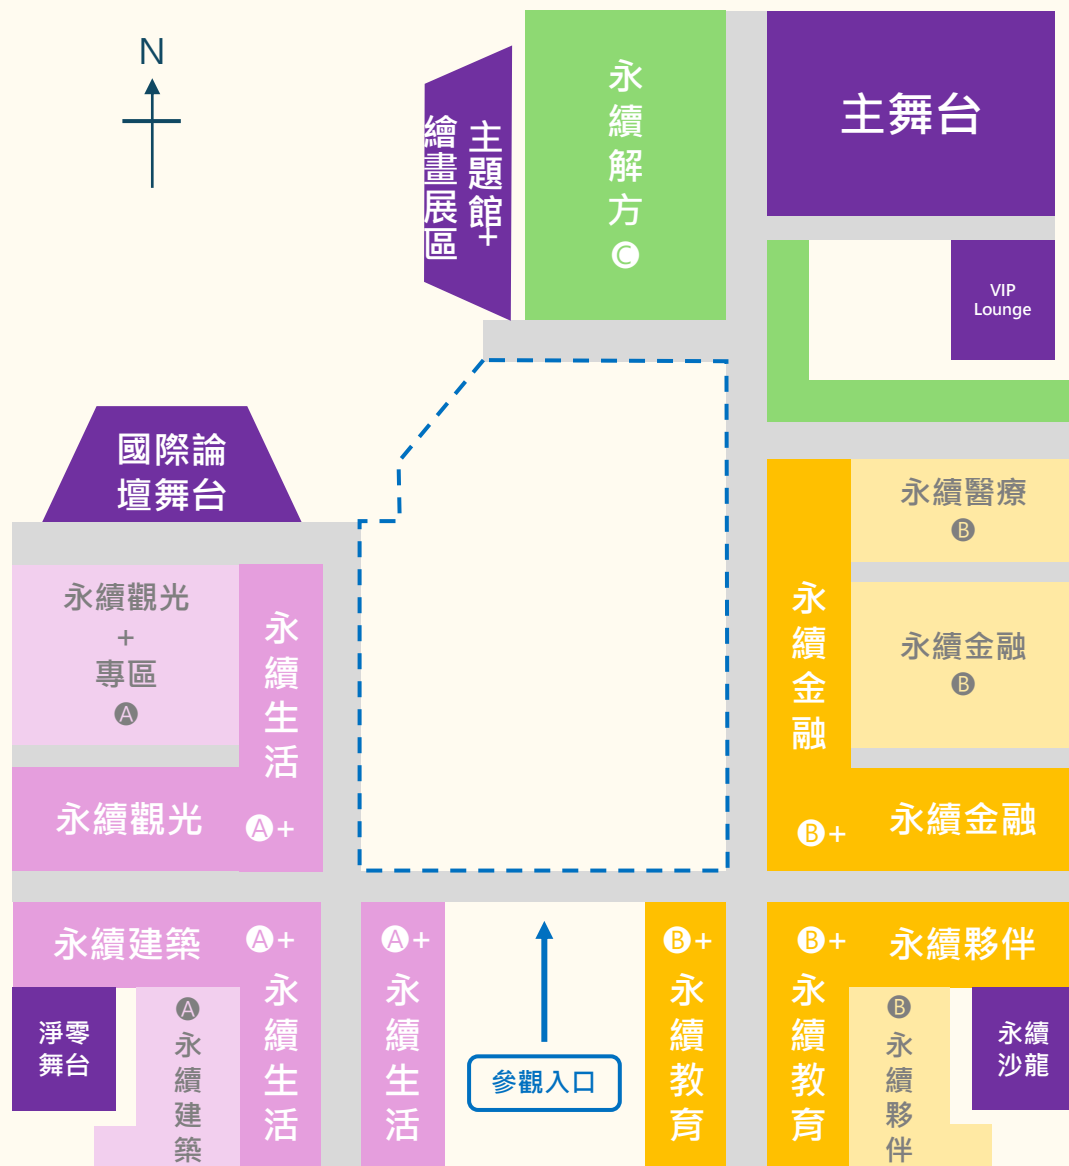 N
主題館+
繪畫展區
永續解方
C
主舞台
VIP
Lounge
國際論
壇舞台
永續觀光
+
專區
A
永續生活
永續觀光
A+
永續醫療
B
永續金融
永續金融
B
B+
永續金融
永續建築
A+
永續生活
A
永續建築
淨零
舞台
A+
永續生活
參觀入口
B+
永續教育
B+
永續教育
永續夥伴
B
永續夥伴
永續
沙龍